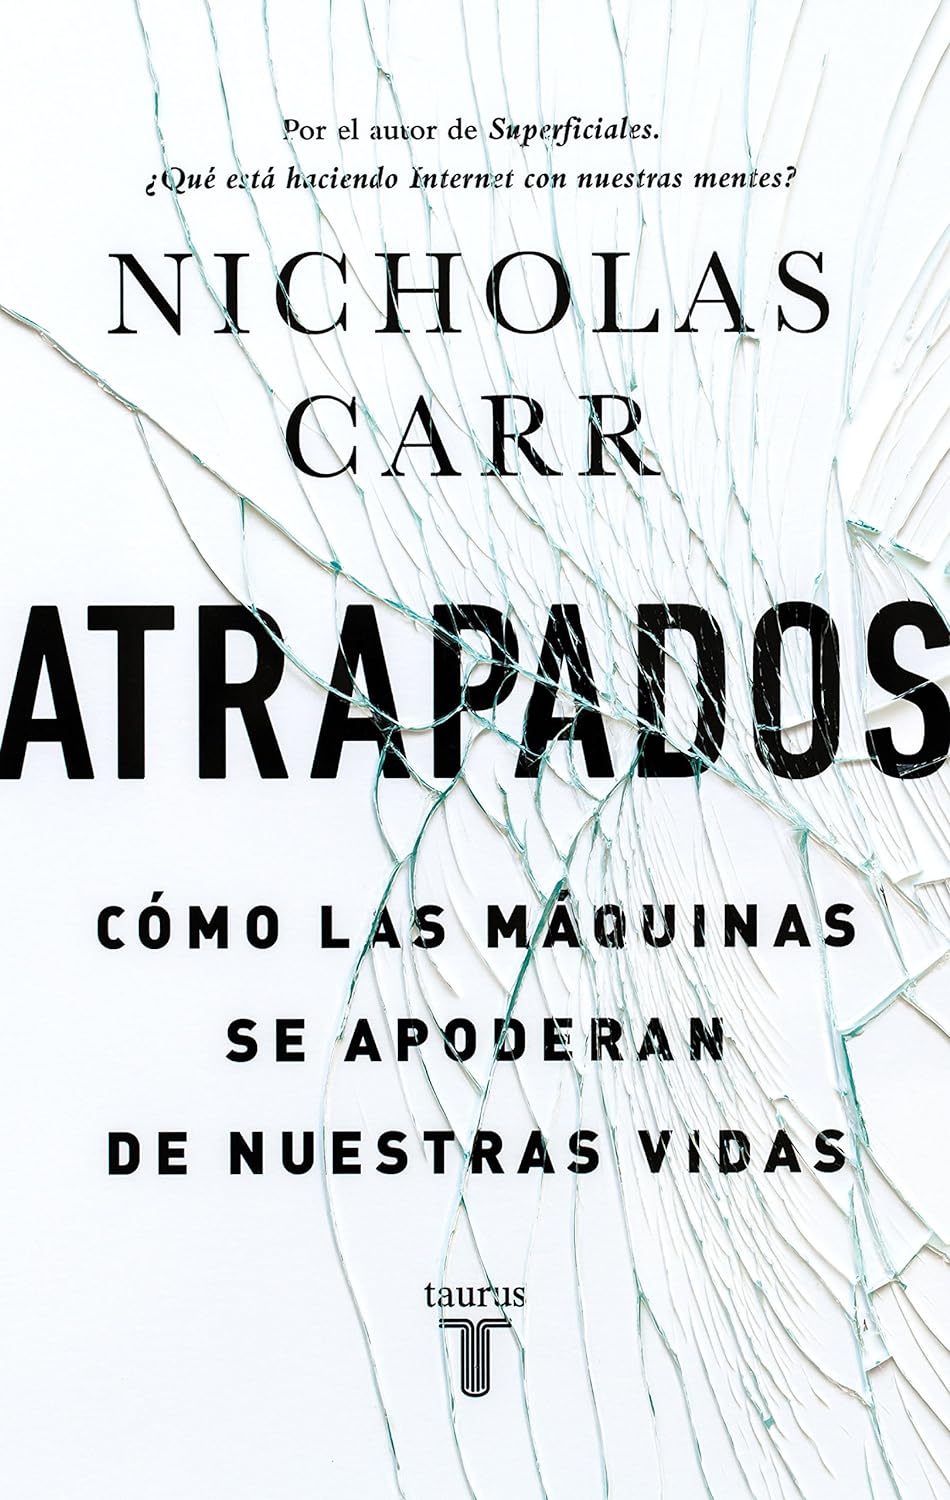 Por el autor de Superficiales.
¿Qué está haciendo Internet con nuestras mentes?
NICHOLAS
CARR
ATRAPADOS
CÓMO LAS MÁQUINAS
SE APODERAN
DE NUESTRAS VIDAS
taurus
T